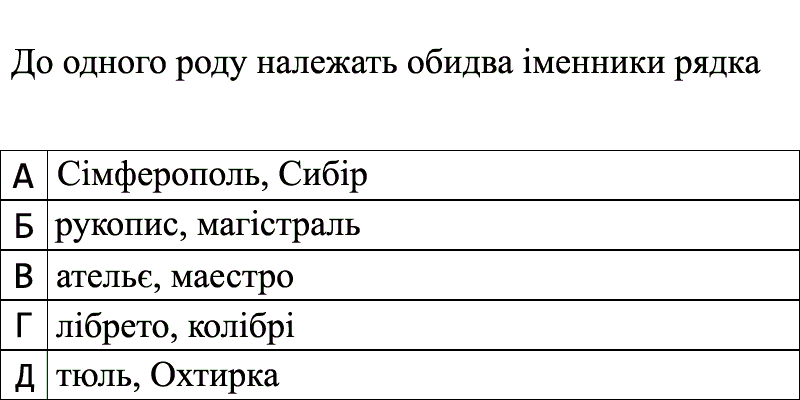 До одного роду належать обидва іменники рядка
А Сімферополь, Сибір
Б рукопис, магістраль
В ательє, маестро
Г лібрето, колібрі
Д тюль, Охтирка